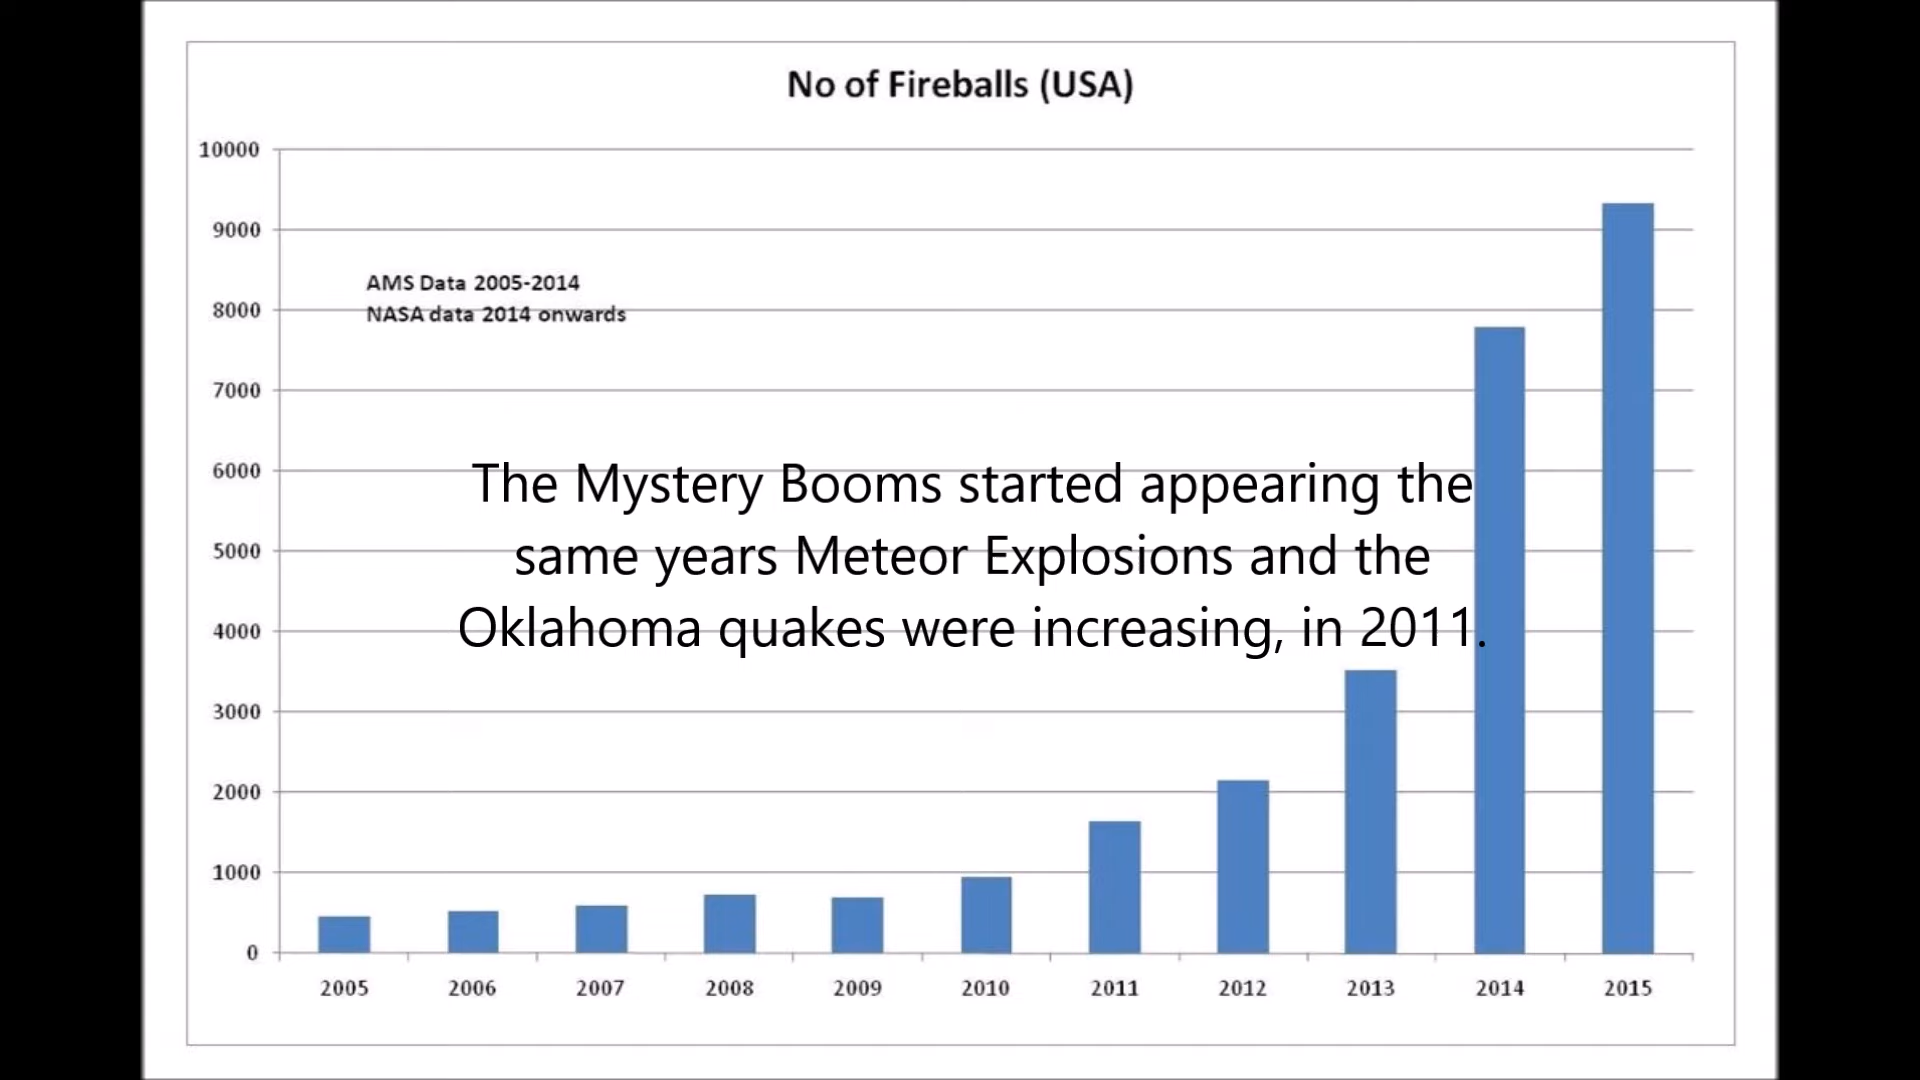 No of Fireballs (USA)
10000
9000
AMS Data 2005-2014
8000
NASA data 2014 onwards
7000
6000
The Mystery Booms started appearing the
5000
same years Meteor Explosions and the
4000
Oklahoma quakes were increasing, in 2011.
3000
2000
1000
0
2005 2006 2007 2008 2009 2010 2011 2012 2013 2014 2015